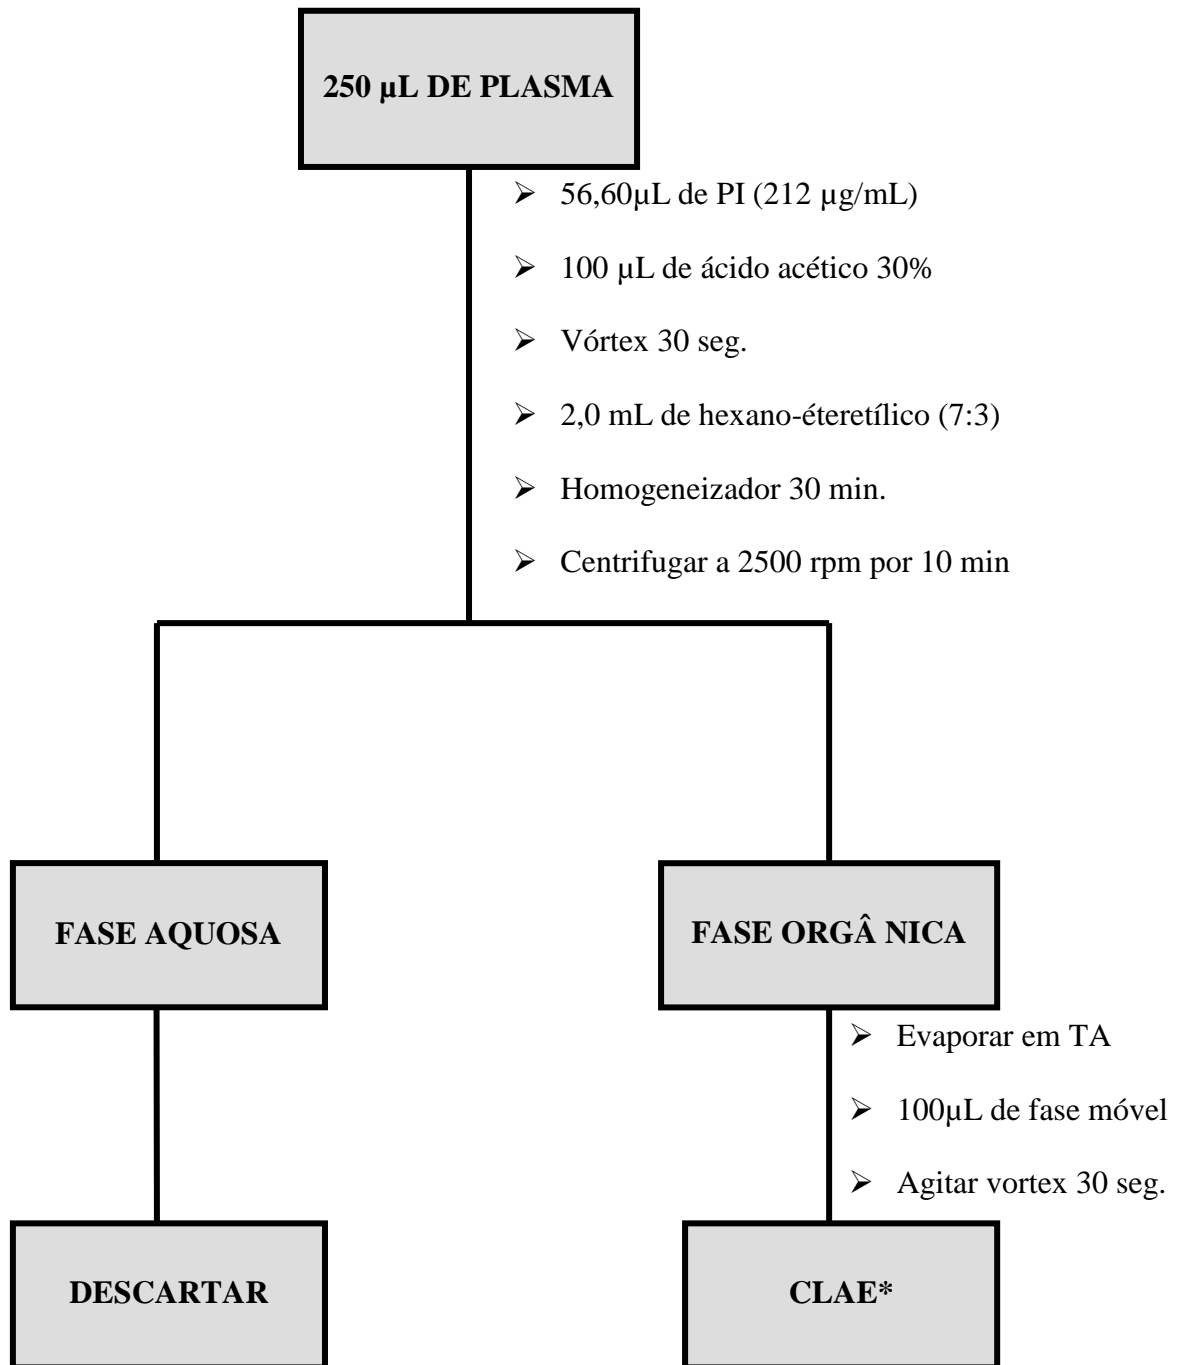 250 µL DE PLASMA
➢ 56,60µL de PI (212 µg/mL)
➢ 100 µL de ácido acético 30%
➢ Vórtex 30 seg.
➢ 2,0 mL de hexano-éteretílico (7:3)
➢ Homogeneizador 30 min.
➢ Centrifugar a 2500 rpm por 10 min
FASE AQUOSA
FASE ORGÂ NICA
➢ Evaporar em TA
➢ 100µL de fase móvel
➢ Agitar vortex 30 seg.
DESCARTAR
CLAE*